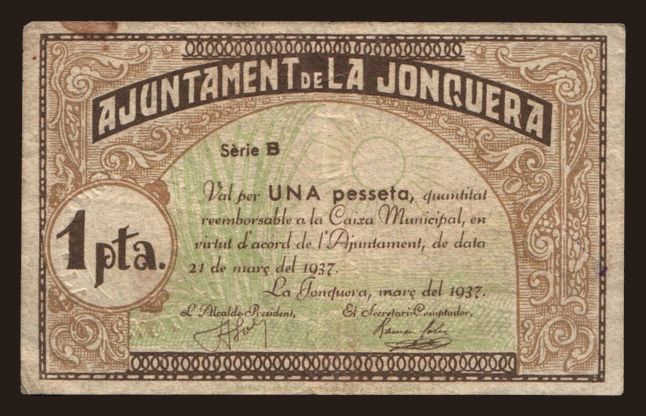 AJUNTAMENT DE LA JONQUERA
Sèrie B
Val per UNA pesseta, quantitat
reemborsable a la Caixa Municipal, en
virtut d'acord de l'Ajuntament, de data
21 de març del 1937.
La Jonquera, març del 1937.
L'Alcalde-President, El Secretari-Comptador,
1 pta.